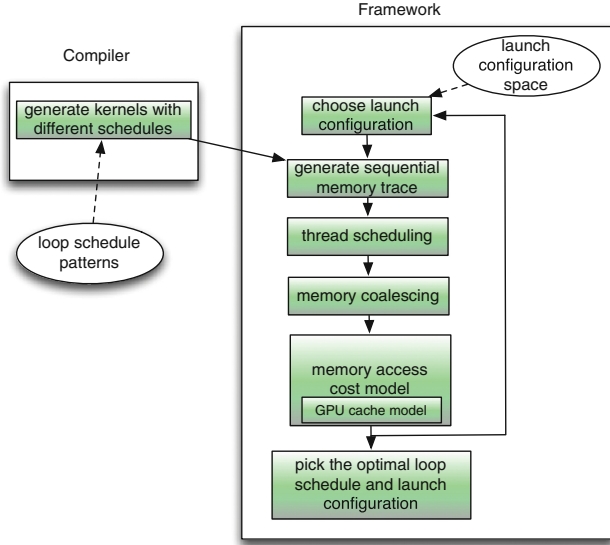 Framework
launch
configuration
space
Compiler
generate kernels with
different schedules
choose launch
configuration
generate sequential
memory trace
loop schedule
patterns
thread scheduling
memory coalescing
memory access
cost model
GPU cache model
pick the optimal loop
schedule and launch
configuration